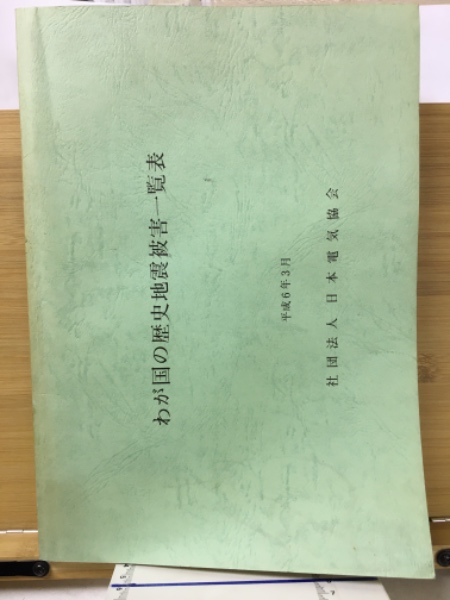 わが国の歴史地震被害一覧表
平成6年3月
社団法人 日本電気協会